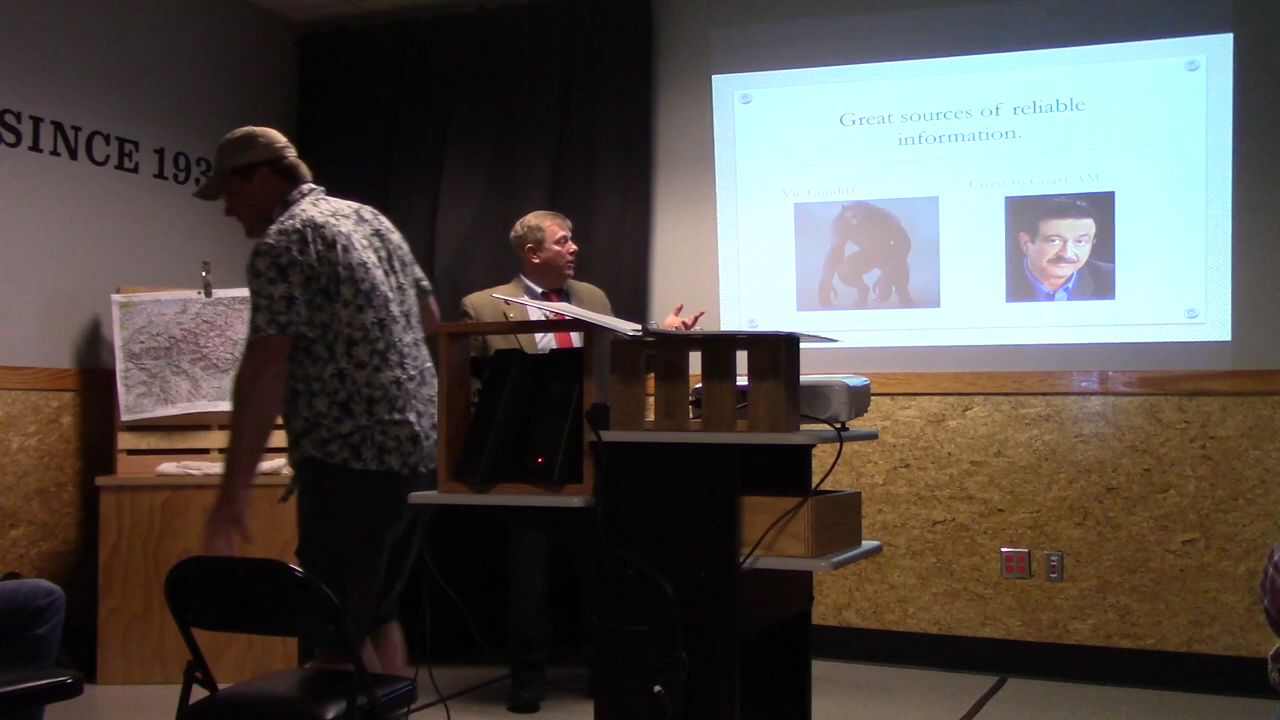 SINCE 193
Great sources of reliable
information.
Vic Cundiff
Coast to Coast AM